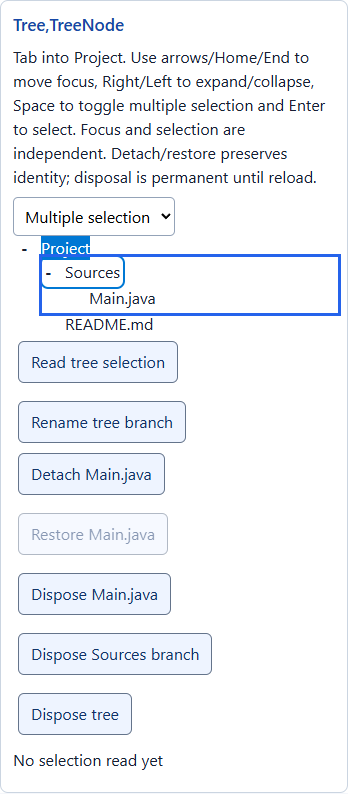 Tree,TreeNode
Tab into Project. Use arrows/Home/End to
move focus, Right/Left to expand/collapse,
Space to toggle multiple selection and Enter
to select. Focus and selection are
independent. Detach/restore preserves
identity; disposal is permanent until reload.
Multiple selection
- Project
- Sources
Main.java
README.md
Read tree selection
Rename tree branch
Detach Main.java
Restore Main.java
Dispose Main.java
Dispose Sources branch
Dispose tree
No selection read yet